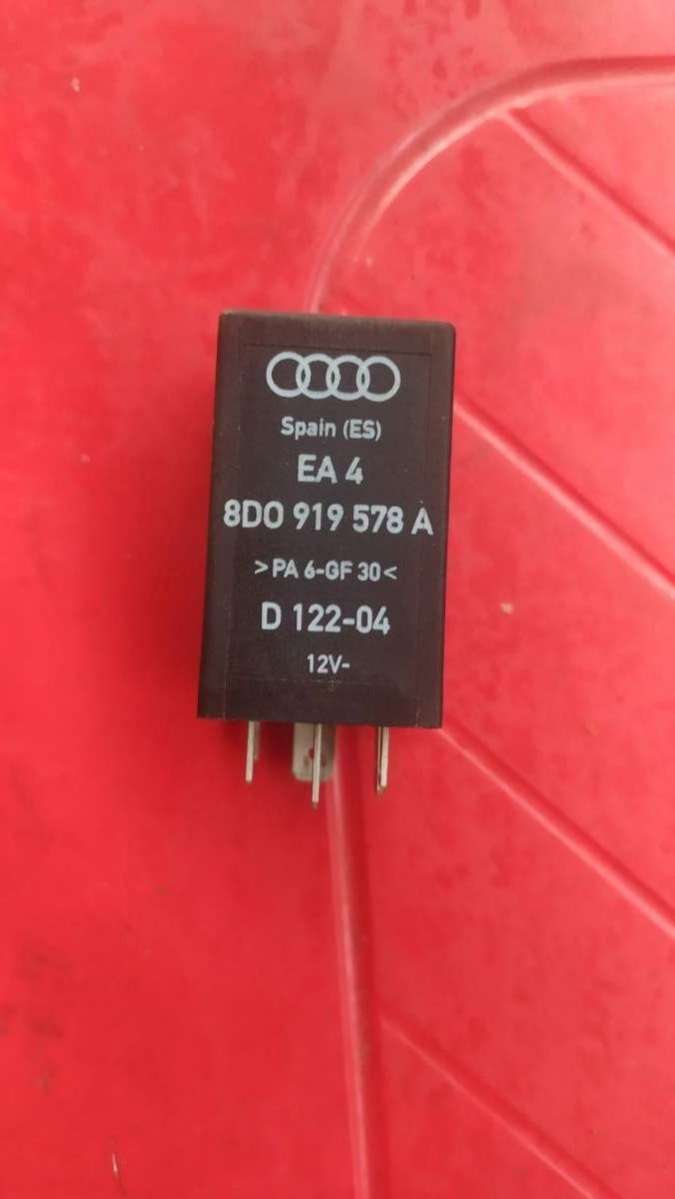 Spain (ES)
EA 4
8D0 919 578 A
>PA 6-GF 30<
D 122-04
12V-